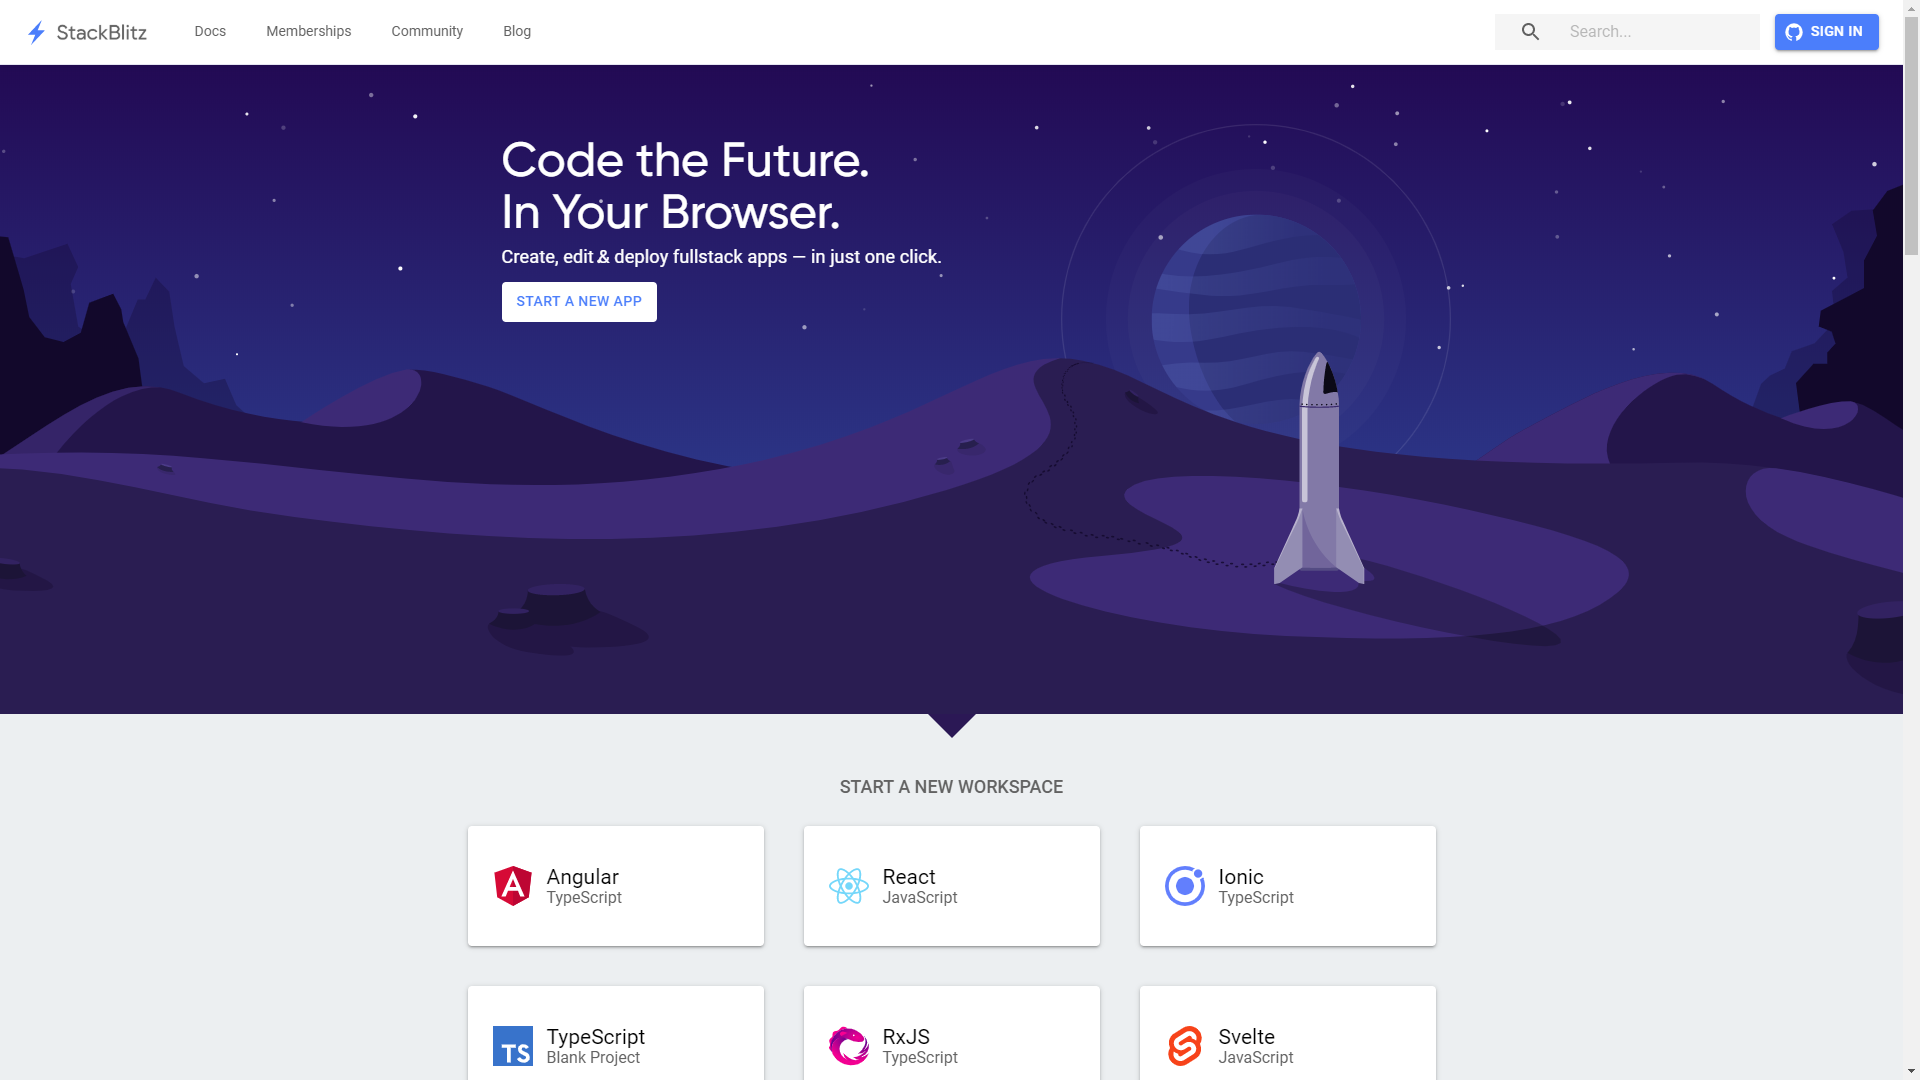 StackBlitz
Docs
Memberships
Community
Blog
Search...
SIGN IN
Code the Future.
In Your Browser.
Create, edit & deploy fullstack apps — in just one click.
START A NEW APP
START A NEW WORKSPACE
Angular
TypeScript
React
JavaScript
Ionic
TypeScript
TS
TypeScript
Blank Project
RxJS
TypeScript
Svelte
JavaScript